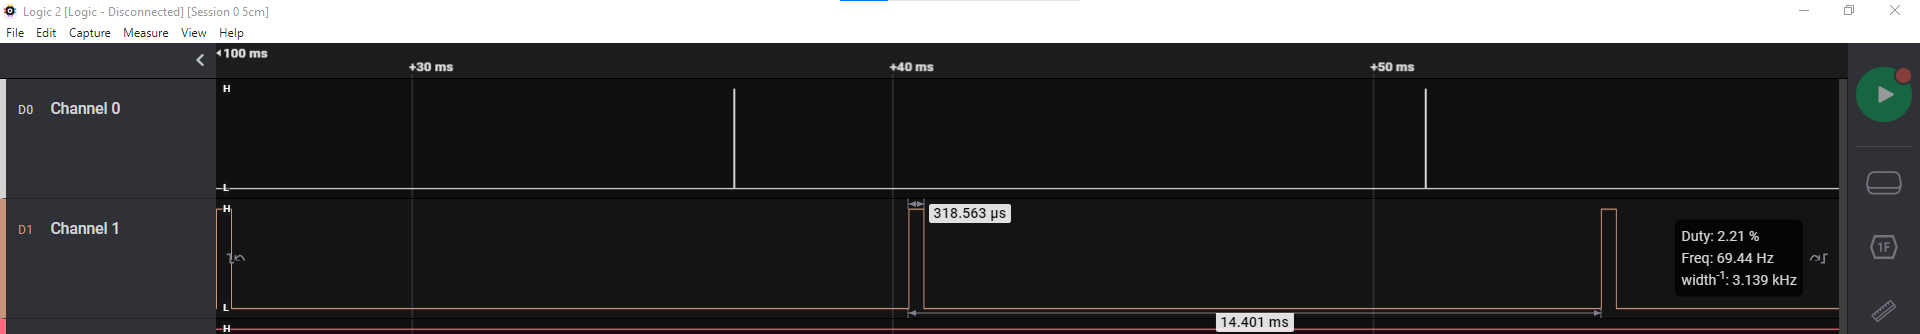 Logic 2 [Logic - Disconnected] [Session 0 5cm]
File Edit Capture Measure View Help
100 ms
+30 ms +40 ms +50 ms
D0 Channel 0
H
L
D1 Channel 1
H
318.563 µs
Duty: 2.21 %
Freq: 69.44 Hz
width-1: 3.139 kHz
1F
L
14.401 ms
H